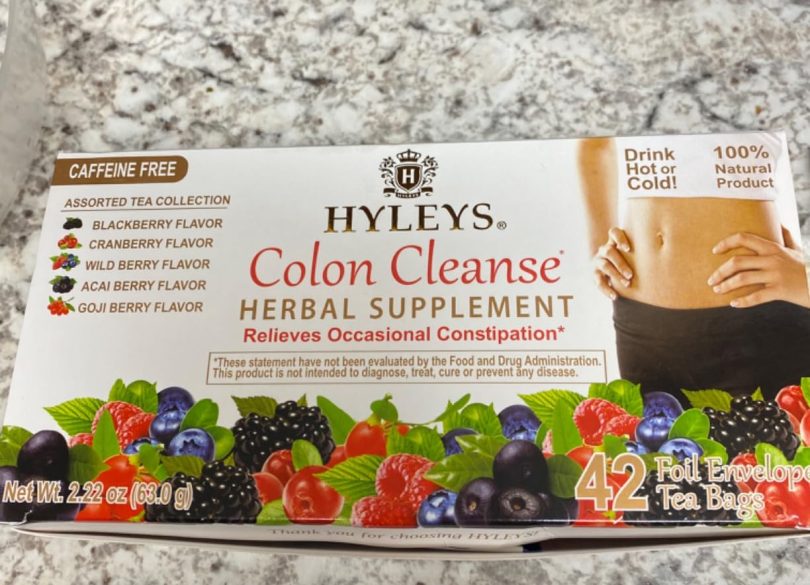 CAFFEINE FREE
ASSORTED TEA COLLECTION
BLACKBERRY FLAVOR
CRANBERRY FLAVOR
WILD BERRY FLAVOR
ACAI BERRY FLAVOR
GOJI BERRY FLAVOR
H
HYLEYS
HYLEYS®
Colon Cleanse*
HERBAL SUPPLEMENT
Relieves Occasional Constipation*
*These statement have not been evaluated by the Food and Drug Administration.
This product is not intended to diagnose, treat, cure or prevent any disease.
Drink
Hot or
Cold!
100%
Natural
Product
Net Wt. 2.22 oz (63.0 g)
42 Foil Envelope
Tea Bags
Thank you for choosing HYLEYS!